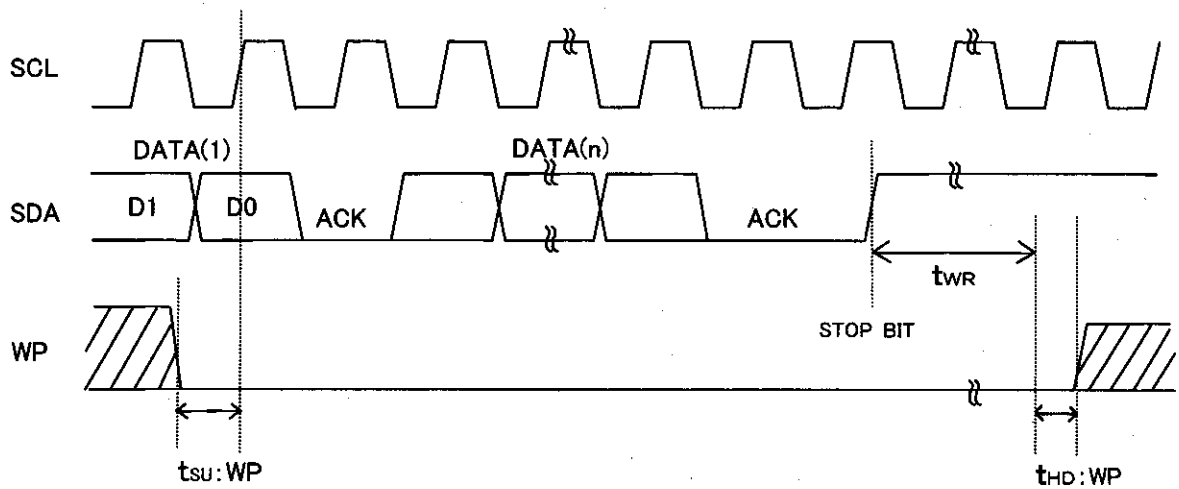 SCL
DATA(1)
DATA(n)
SDA
D1
D0
ACK
ACK
tWR
STOP BIT
WP
tSU:WP
tHD:WP